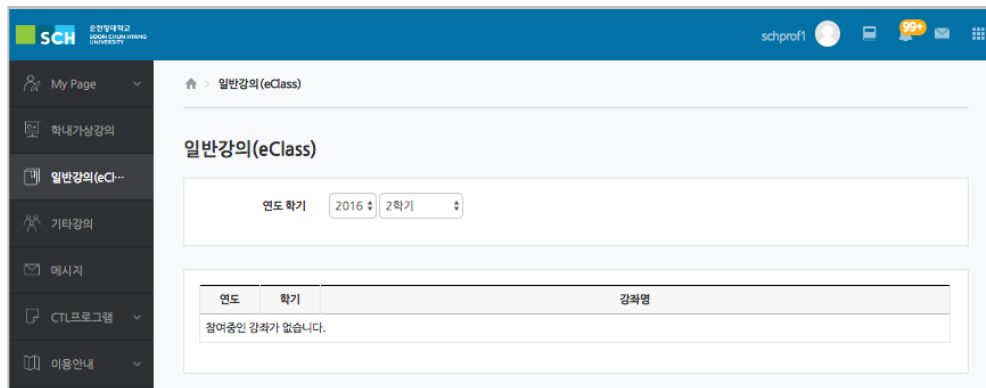 SCH 순천향대학교
SOON CHUN HYANG
UNIVERSITY
schprof1
99+
My Page
학내가상강의
일반강의(eCl…
기타강의
메시지
CTL프로그램
이용안내
일반강의(eClass)
일반강의(eClass)
연도 학기 2016 2학기
연도 학기 강좌명
참여중인 강좌가 없습니다.